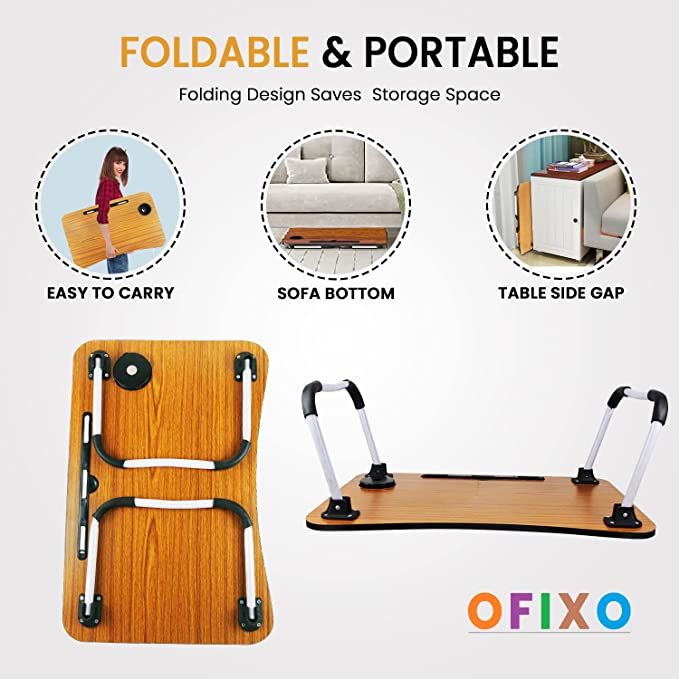 FOLDABLE & PORTABLE
Folding Design Saves Storage Space
EASY TO CARRY
SOFA BOTTOM
TABLE SIDE GAP
OFIXO